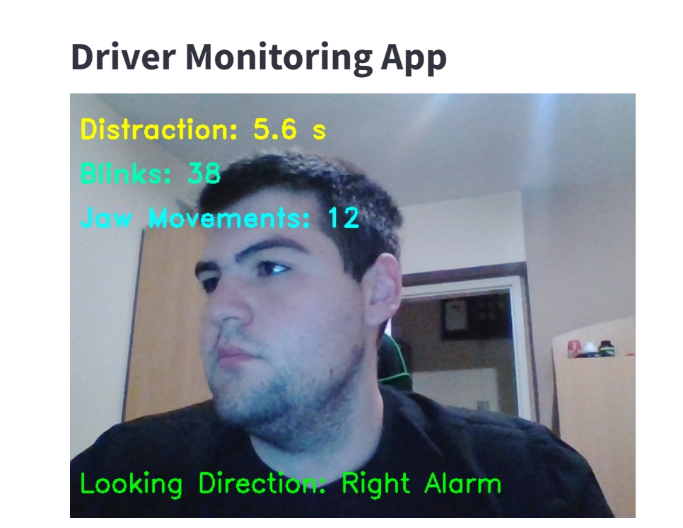 Driver Monitoring App
Distraction: 5.6 s
Blinks: 38
Jaw Movements: 12
Looking Direction: Right Alarm